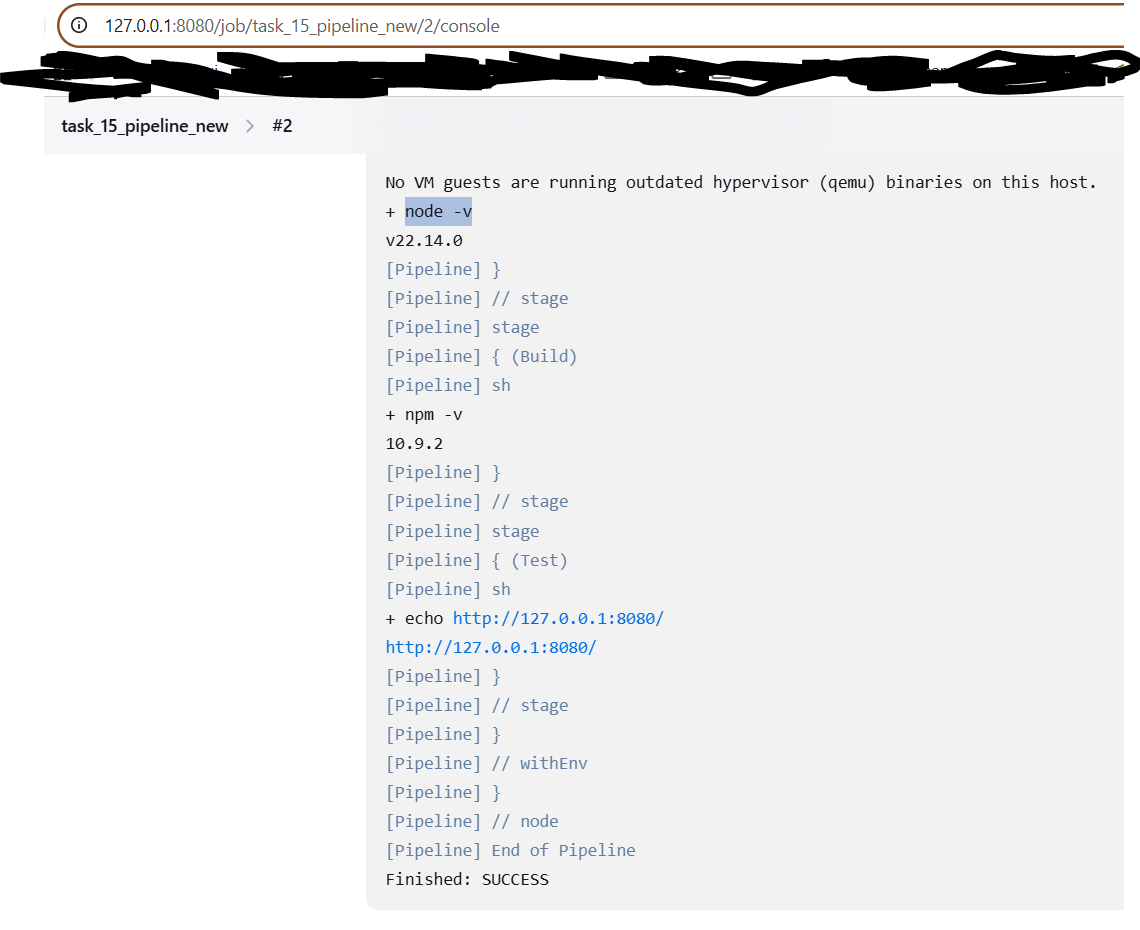 127.0.0.1:8080/job/task_15_pipeline_new/2/console
task_15_pipeline_new > #2
No VM guests are running outdated hypervisor (qemu) binaries on this host.
+ node -v
v22.14.0
[Pipeline] }
[Pipeline] // stage
[Pipeline] stage
[Pipeline] { (Build)
[Pipeline] sh
+ npm -v
10.9.2
[Pipeline] }
[Pipeline] // stage
[Pipeline] stage
[Pipeline] { (Test)
[Pipeline] sh
+ echo http://127.0.0.1:8080/
http://127.0.0.1:8080/
[Pipeline] }
[Pipeline] // stage
[Pipeline] }
[Pipeline] // withEnv
[Pipeline] }
[Pipeline] // node
[Pipeline] End of Pipeline
Finished: SUCCESS